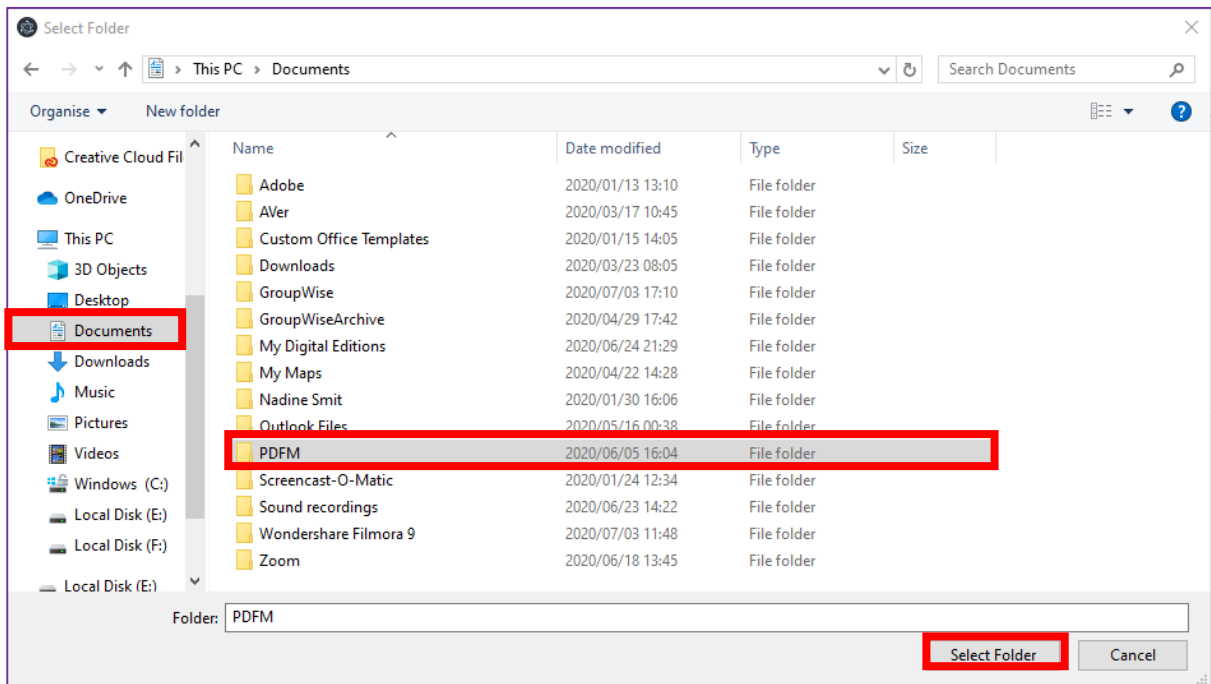 Select Folder
This PC > Documents
Search Documents
Organise
New folder
Name Date modified Type Size
Creative Cloud Fil
OneDrive
This PC
3D Objects
Desktop
Documents
Downloads
Music
Pictures
Videos
Windows (C:)
Local Disk (E:)
Local Disk (F:)
Local Disk (E:)
Adobe 2020/01/13 13:10 File folder
AVer 2020/03/17 10:45 File folder
Custom Office Templates 2020/01/15 14:05 File folder
Downloads 2020/03/23 08:05 File folder
GroupWise 2020/07/03 17:10 File folder
GroupWiseArchive 2020/04/29 17:42 File folder
My Digital Editions 2020/06/24 21:29 File folder
My Maps 2020/04/22 14:28 File folder
Nadine Smit 2020/01/30 16:06 File folder
Outlook Files 2020/05/16 00:38 File folder
PDFM 2020/06/05 16:04 File folder
Screencast-O-Matic 2020/01/24 12:34 File folder
Sound recordings 2020/06/23 14:22 File folder
Wondershare Filmora 9 2020/07/03 11:48 File folder
Zoom 2020/06/18 13:45 File folder
Folder: PDFM
Select Folder
Cancel